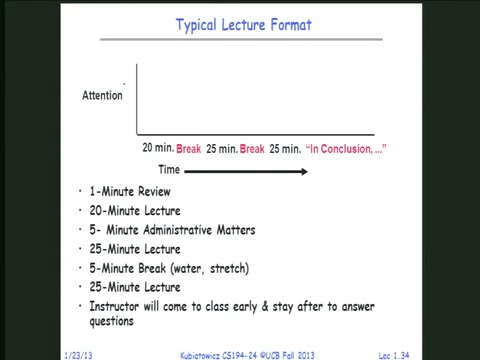 Typical Lecture Format
Attention
20 min. Break 25 min. Break 25 min. “In Conclusion, ...”
Time
• 1-Minute Review
• 20-Minute Lecture
• 5- Minute Administrative Matters
• 25-Minute Lecture
• 5-Minute Break (water, stretch)
• 25-Minute Lecture
• Instructor will come to class early & stay after to answer
questions
1/23/13 Kubiatowicz CS194-24 ©UCB Fall 2013 Lec 1.34